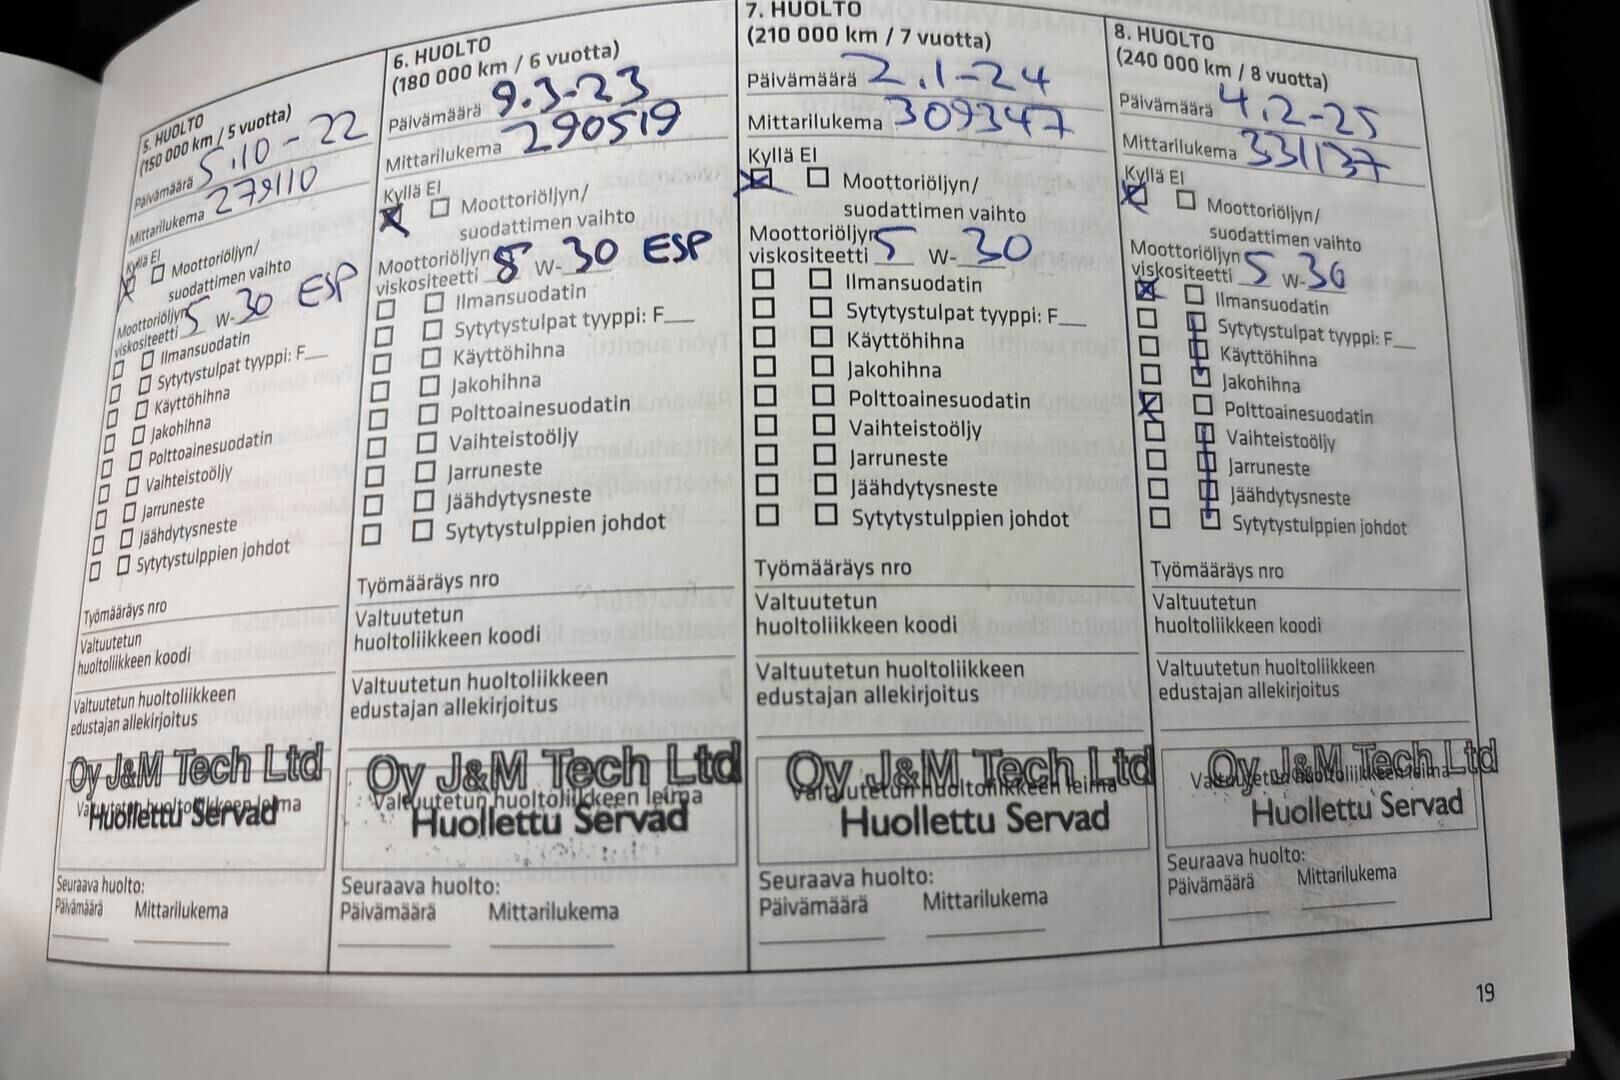 5. HUOLTO
(150 000 km / 5 vuotta)
Päivämäärä 5.10-22
Mittarilukema 279110
Kyllä EI
Moottoriöljyn/
suodattimen vaihto
Moottoriöljyn
viskositeetti 5 W-30 ESP
Ilmansuodatin
Sytytystulpat tyyppi: F__
Käyttöhihna
Jakohihna
Polttoainesuodatin
Vaihteistoöljy
Jarruneste
Jäähdytysneste
Sytytystulppien johdot
Työmääräys nro
Valtuutetun
huoltoliikkeen koodi
Valtuutetun huoltoliikkeen
edustajan allekirjoitus
Oy J&M Tech Ltd
Valtuutetun huoltoliikkeen leima
Huollettu Servad
Seuraava huolto:
Päivämäärä Mittarilukema
6. HUOLTO
(180 000 km / 6 vuotta)
Päivämäärä 9.3-23
Mittarilukema 290519
Kyllä EI
Moottoriöljyn/
suodattimen vaihto
Moottoriöljyn
viskositeetti 5 W-30 ESP
Ilmansuodatin
Sytytystulpat tyyppi: F__
Käyttöhihna
Jakohihna
Polttoainesuodatin
Vaihteistoöljy
Jarruneste
Jäähdytysneste
Sytytystulppien johdot
Työmääräys nro
Valtuutetun
huoltoliikkeen koodi
Valtuutetun huoltoliikkeen
edustajan allekirjoitus
Oy J&M Tech Ltd
Valtuutetun huoltoliikkeen leima
Huollettu Servad
Seuraava huolto:
Päivämäärä Mittarilukema
7. HUOLTO
(210 000 km / 7 vuotta)
Päivämäärä 2.1-24
Mittarilukema 309347
Kyllä EI
Moottoriöljyn/
suodattimen vaihto
Moottoriöljyn
viskositeetti 5 W-30
Ilmansuodatin
Sytytystulpat tyyppi: F__
Käyttöhihna
Jakohihna
Polttoainesuodatin
Vaihteistoöljy
Jarruneste
Jäähdytysneste
Sytytystulppien johdot
Työmääräys nro
Valtuutetun
huoltoliikkeen koodi
Valtuutetun huoltoliikkeen
edustajan allekirjoitus
Oy J&M Tech Ltd
Valtuutetun huoltoliikkeen leima
Huollettu Servad
Seuraava huolto:
Päivämäärä Mittarilukema
8. HUOLTO
(240 000 km / 8 vuotta)
Päivämäärä 4.2-25
Mittarilukema 331137
Kyllä EI
Moottoriöljyn/
suodattimen vaihto
Moottoriöljyn
viskositeetti 5 W-30
Ilmansuodatin
Sytytystulpat tyyppi: F__
Käyttöhihna
Jakohihna
Polttoainesuodatin
Vaihteistoöljy
Jarruneste
Jäähdytysneste
Sytytystulppien johdot
Työmääräys nro
Valtuutetun
huoltoliikkeen koodi
Valtuutetun huoltoliikkeen
edustajan allekirjoitus
Oy J&M Tech Ltd
Valtuutetun huoltoliikkeen leima
Huollettu Servad
Seuraava huolto:
Päivämäärä Mittarilukema
19